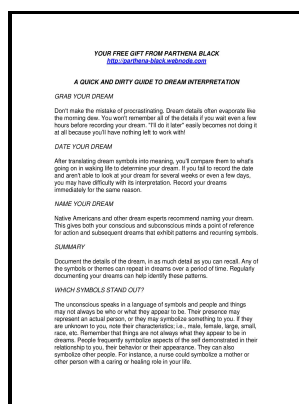 YOUR FREE GIFT FROM PARTHENA BLACK
http://parthena-black.webnode.com
A QUICK AND DIRTY GUIDE TO DREAM INTERPRETATION
GRAB YOUR DREAM
Don't make the mistake of procrastinating. Dream details often evaporate like
the morning dew. You won't remember all of the details if you wait even a few
hours before recording your dream. "I'll do it later" easily becomes not doing it
at all because you'll have nothing left to work with!
DATE YOUR DREAM
After translating dream symbols into meaning, you'll compare them to what's
going on in waking life to determine your dream. If you fail to record the date
and aren't able to look at your dream for several weeks or even a few days,
you may have difficulty with its interpretation. Record your dreams
immediately for the same reason.
NAME YOUR DREAM
Native Americans and other dream experts recommend naming your dream.
This gives both your conscious and subconscious minds a point of reference
for action and subsequent dreams that exhibit patterns and recurring symbols.
SUMMARY
Document the details of the dream, in as much detail as you can recall. Any of
the symbols or themes can repeat in dreams over a period of time. Regularly
documenting your dreams can help identify these patterns.
WHICH SYMBOLS STAND OUT?
The unconscious speaks in a language of symbols and people and things
may not always be who or what they appear to be. Their presence may
represent an actual person, or they may symbolize something to you. If they
are unknown to you, note their characteristics; i.e., male, female, large, small,
race, etc. Remember that things are not always what they appear to be in
dreams. People frequently symbolize aspects of the self demonstrated in their
relationship to you, their behavior or their appearance. They can also
symbolize other people. For instance, a nurse could symbolize a mother or
other person with a caring or healing role in your life.